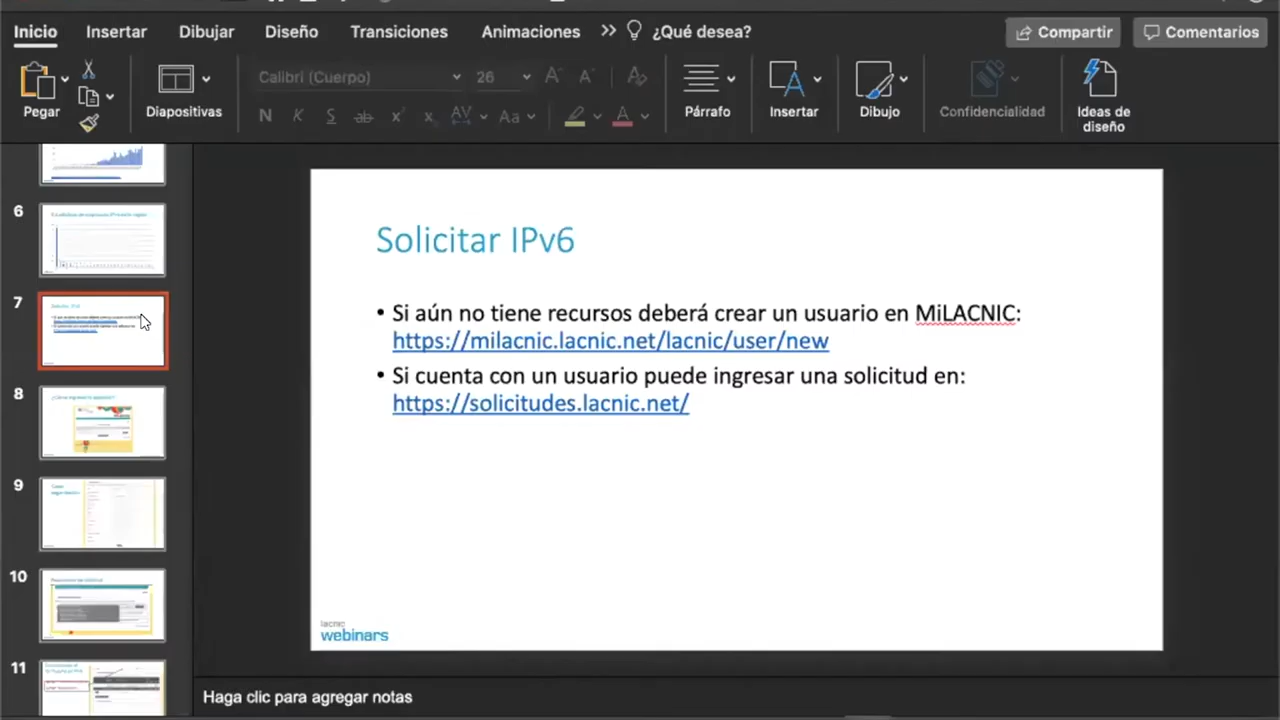 Inicio Insertar Dibujar Diseño Transiciones Animaciones >> ¿Qué desea? Compartir Comentarios
Calibri (Cuerpo) 26
N K S ab x x AV Aa A
Pegar Diapositivas Párrafo Insertar Dibujo Confidencialidad Ideas de
diseño
6
7
8
9
10
11
Solicitar IPv6
• Si aún no tiene recursos deberá crear un usuario en MiLACNIC:
https://milacnic.lacnic.net/lacnic/user/new
• Si cuenta con un usuario puede ingresar una solicitud en:
https://solicitudes.lacnic.net/
lacnic
webinars
Haga clic para agregar notas